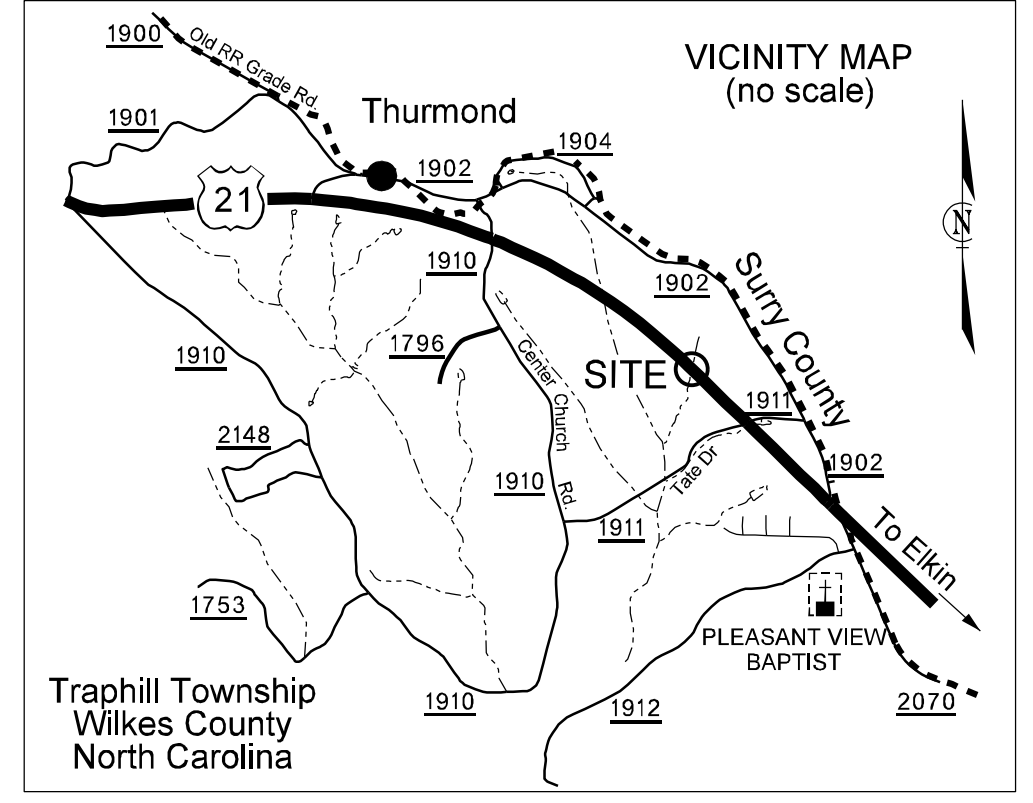 VICINITY MAP
(no scale)
1900
Old RR Grade Rd.
Thurmond
1901
1902
1904
21
N
1910
1902
Surry County
1796
Center Church Rd.
SITE
1910
1911
2148
1910
Tate Dr
1902
1911
To Elkin
1753
PLEASANT VIEW
BAPTIST
Traphill Township
Wilkes County
North Carolina
1910
1912
2070